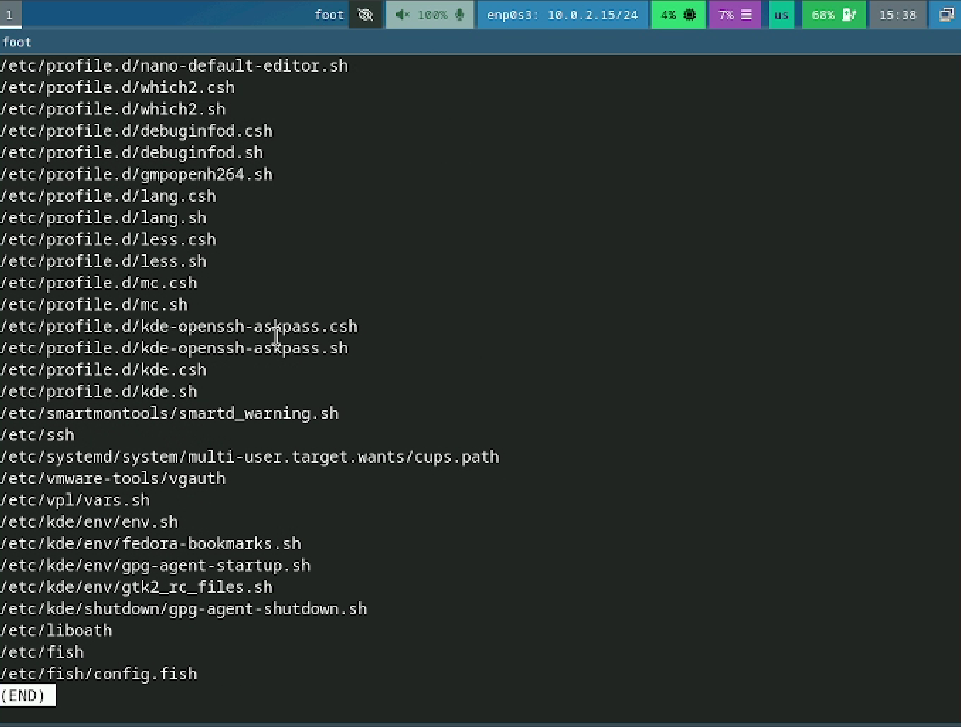 1 foot 100% enp0s3: 10.0.2.15/24 4% 7% us 68% 15:38
foot
/etc/profile.d/nano-default-editor.sh
/etc/profile.d/which2.csh
/etc/profile.d/which2.sh
/etc/profile.d/debuginfod.csh
/etc/profile.d/debuginfod.sh
/etc/profile.d/gmpopenh264.sh
/etc/profile.d/lang.csh
/etc/profile.d/lang.sh
/etc/profile.d/less.csh
/etc/profile.d/less.sh
/etc/profile.d/mc.csh
/etc/profile.d/mc.sh
/etc/profile.d/kde-openssh-askpass.csh
/etc/profile.d/kde-openssh-askpass.sh
/etc/profile.d/kde.csh
/etc/profile.d/kde.sh
/etc/smartmontools/smartd_warning.sh
/etc/ssh
/etc/systemd/system/multi-user.target.wants/cups.path
/etc/vmware-tools/vgauth
/etc/vpl/vars.sh
/etc/kde/env/env.sh
/etc/kde/env/fedora-bookmarks.sh
/etc/kde/env/gpg-agent-startup.sh
/etc/kde/env/gtk2_rc_files.sh
/etc/kde/shutdown/gpg-agent-shutdown.sh
/etc/liboath
/etc/fish
/etc/fish/config.fish
(END)